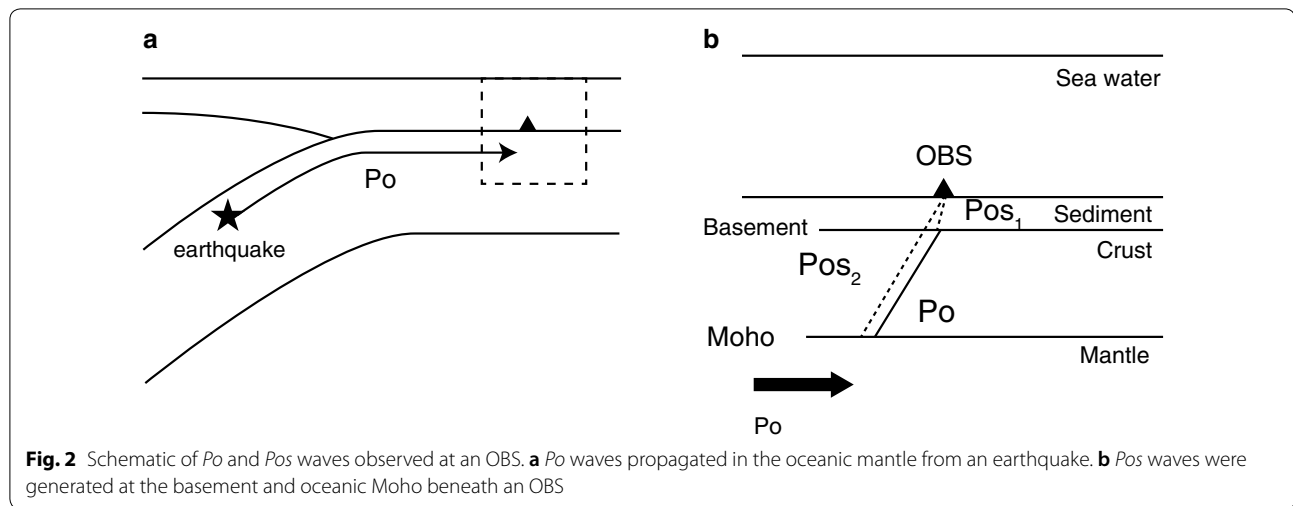 a
Po
earthquake
b
Sea water
OBS
Pos1
Sediment
Basement
Crust
Pos2
Po
Moho
Mantle
Po
Fig. 2 Schematic of Po and Pos waves observed at an OBS. a Po waves propagated in the oceanic mantle from an earthquake. b Pos waves were
generated at the basement and oceanic Moho beneath an OBS